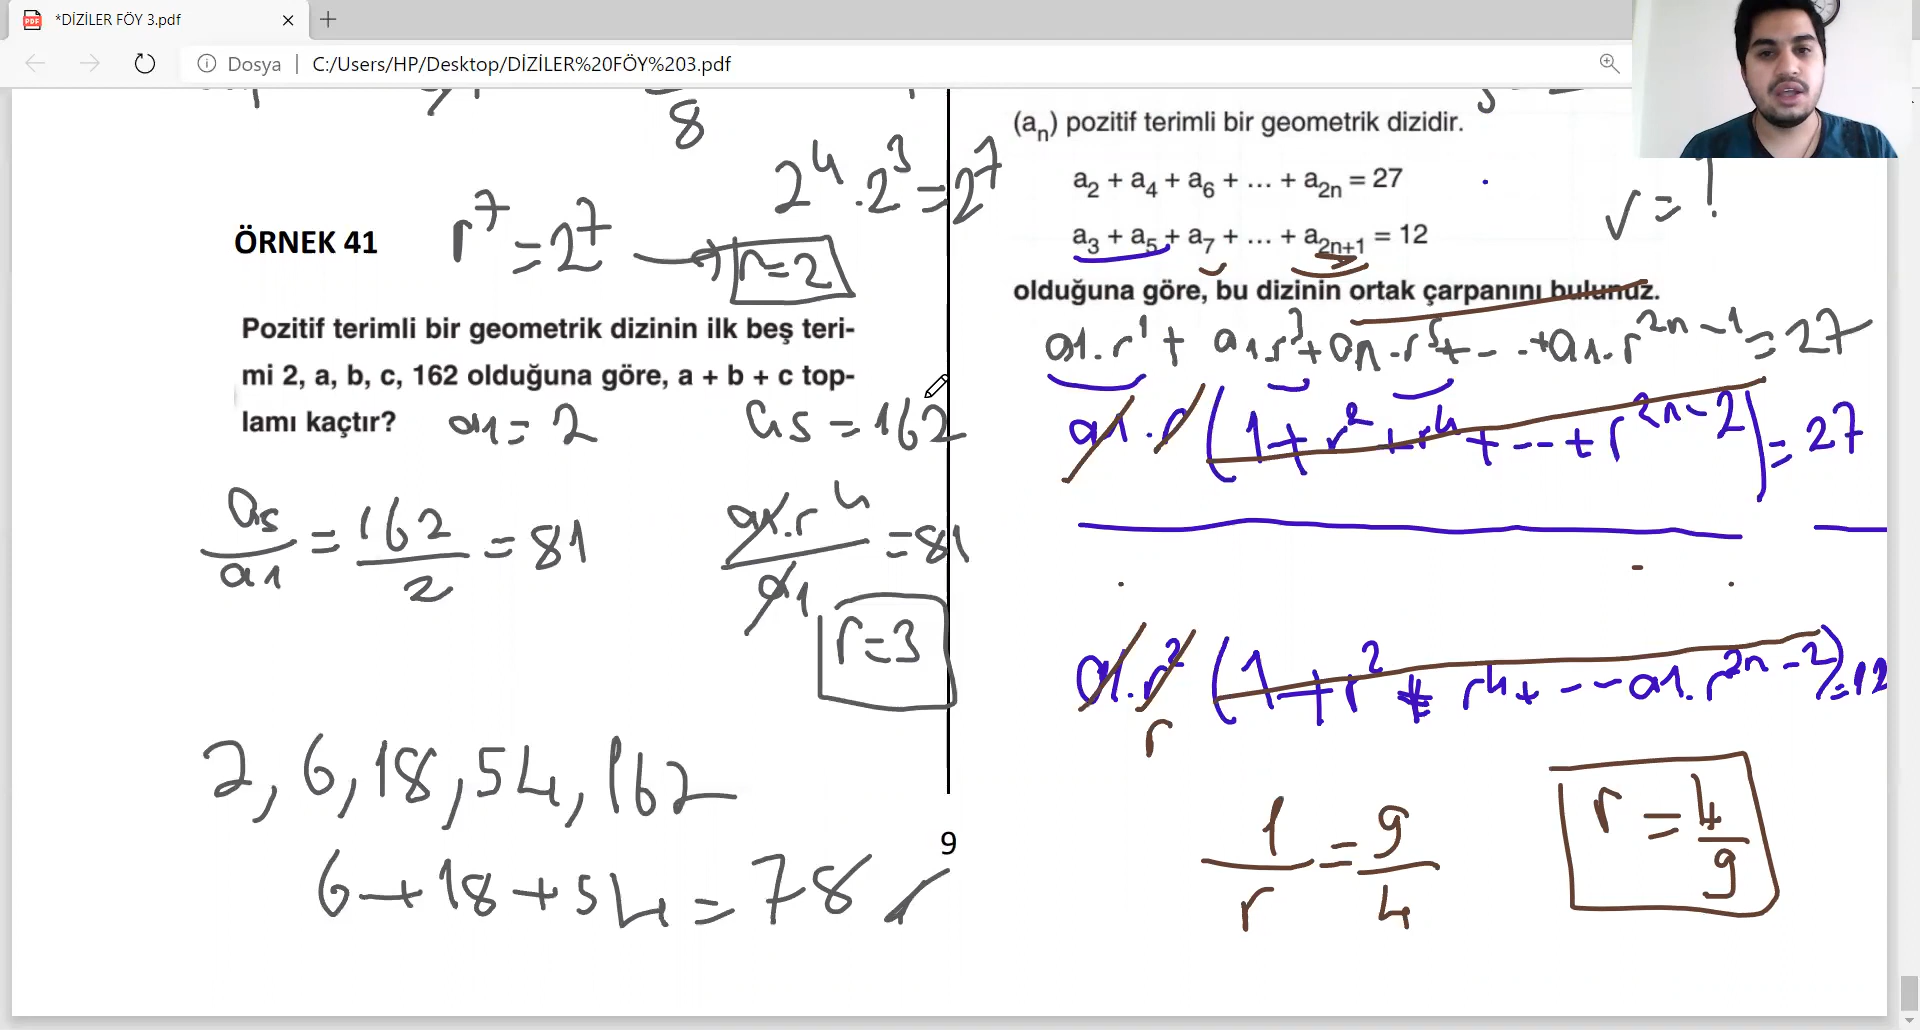 *DİZİLER FÖY 3.pdf
Dosya | C:/Users/HP/Desktop/DİZİLER%20FÖY%203.pdf
8
2⁴ . 2³ = 2⁷
ÖRNEK 41
r⁷ = 2⁷ → r = 2
Pozitif terimli bir geometrik dizinin ilk beş teri-
mi 2, a, b, c, 162 olduğuna göre, a + b + c top-
lamı kaçtır?
a1 = 2
a5 = 162
a5/a1 = 162/2 = 81
a1.r⁴/a1 = 81
r = 3
2, 6, 18, 54, 162
6 + 18 + 54 = 78
9
(aₙ) pozitif terimli bir geometrik dizidir.
a₂ + a₄ + a₆ + ... + a₂ₙ = 27
a₃ + a₅ + a₇ + ... + a₂ₙ₊₁ = 12
r = ?
olduğuna göre, bu dizinin ortak çarpanını bulunuz.
a1.r¹ + a1.r³ + a1.r⁵ + - - + a1.r²ⁿ⁻¹ = 27
a1.r (1 + r² + r⁴ + - - + r²ⁿ⁻²) = 27
a1.r² (1 + r² + r⁴ + - - a1.r²ⁿ⁻²) = 12
r
1/r = 9/4
r = 4/9